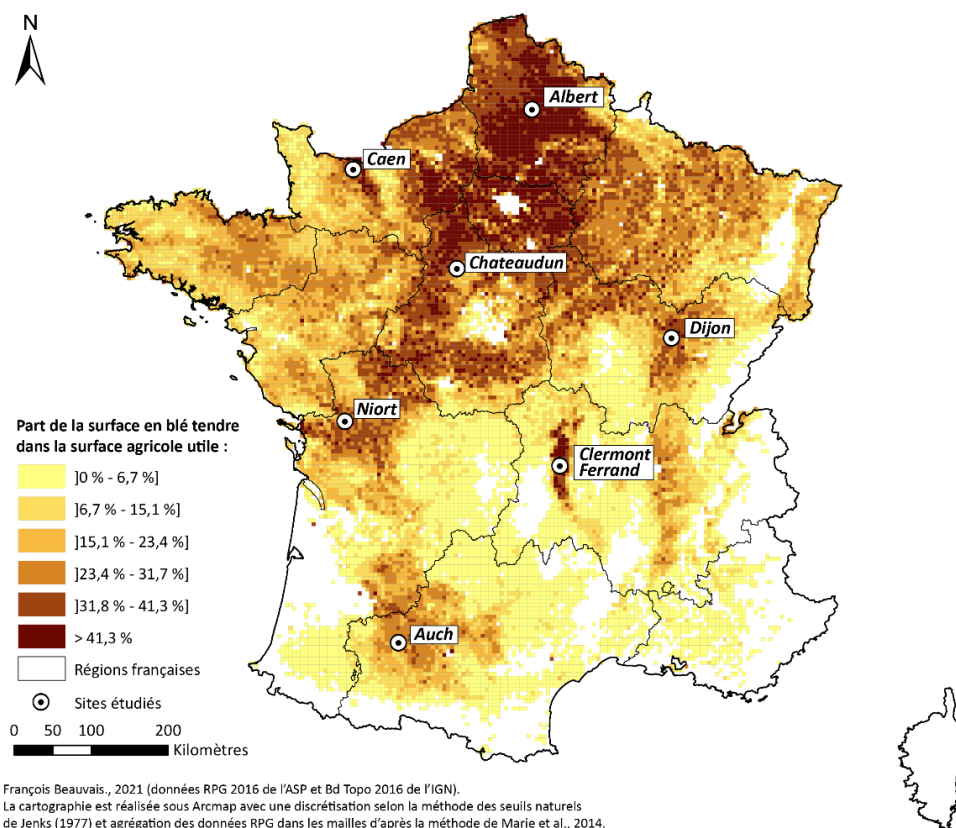 N
Albert
Caen
Chateaudun
Dijon
Niort
Clermont
Ferrand
Auch
Part de la surface en blé tendre
dans la surface agricole utile :
]0 % - 6,7 %]
]6,7 % - 15,1 %]
]15,1 % - 23,4 %]
]23,4 % - 31,7 %]
]31,8 % - 41,3 %]
> 41,3 %
Régions françaises
Sites étudiés
0 50 100 200
Kilomètres
François Beauvais., 2021 (données RPG 2016 de l'ASP et Bd Topo 2016 de l'IGN).
La cartographie est réalisée sous Arcmap avec une discrétisation selon la méthode des seuils naturels
de Jenks (1977) et agrégation des données RPG dans les mailles d'après la méthode de Marie et al., 2014.